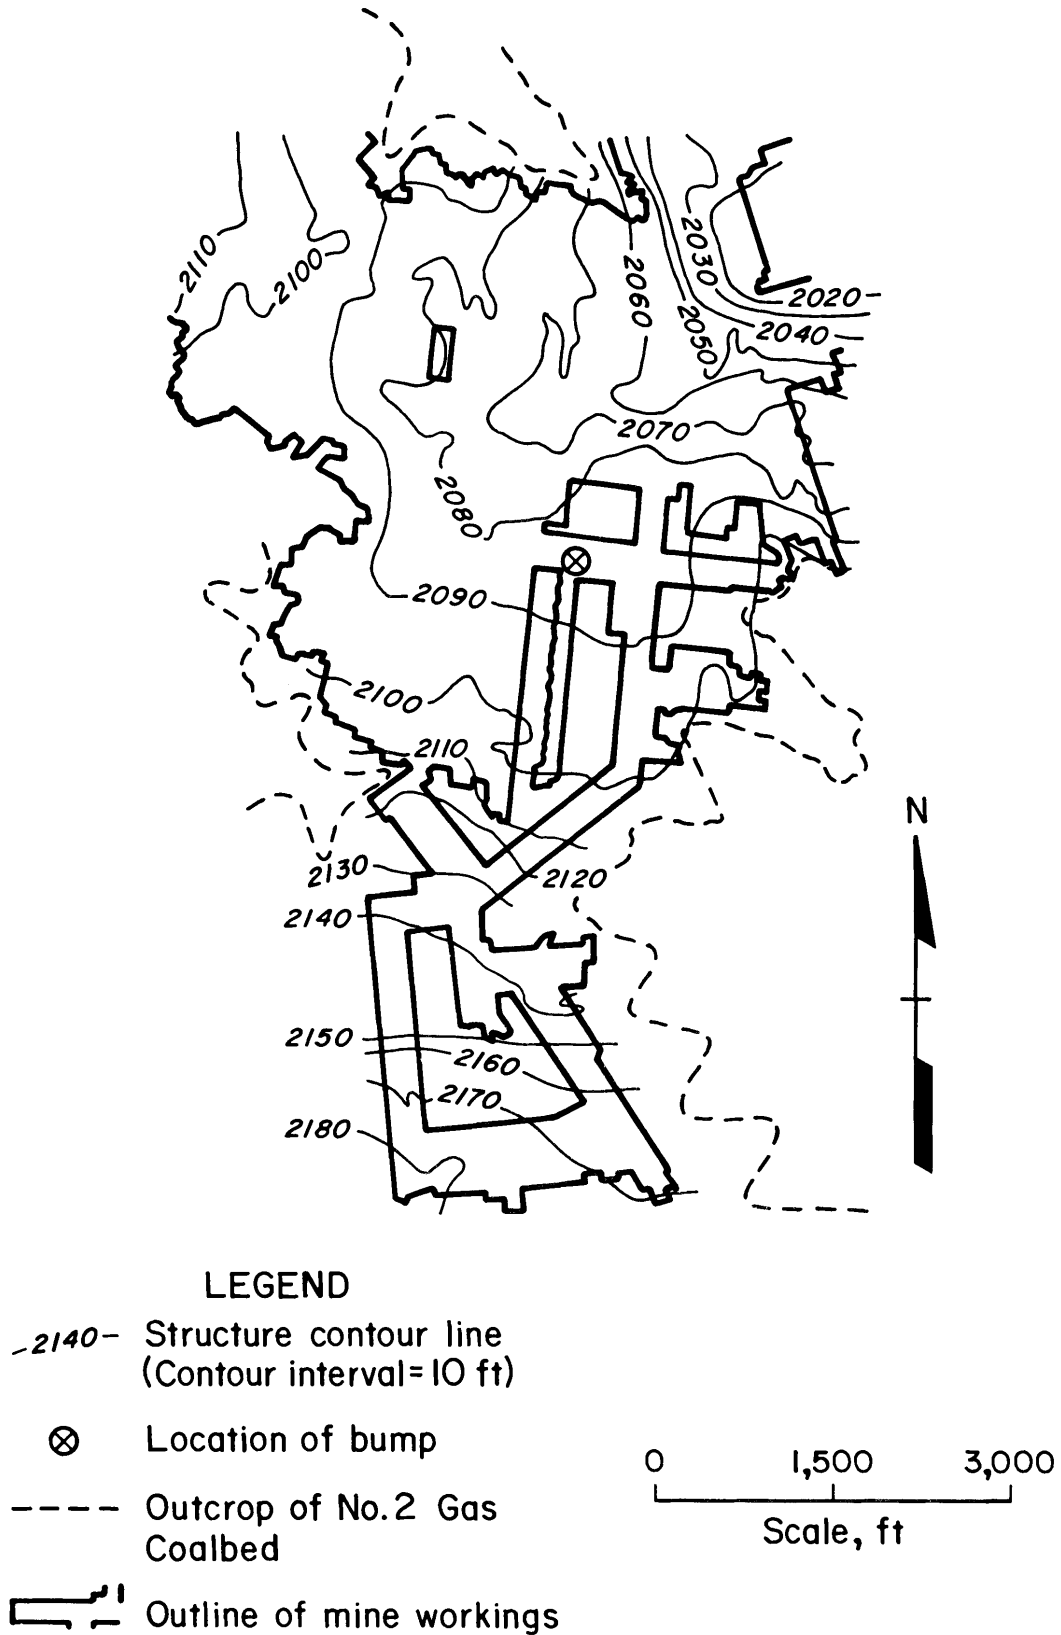 2110
2100
2060
2030
2050
2020
2040
2070
2080
2090
2100
2110
N
2130
2120
2140
2150
2160
2170
2180
LEGEND
2140 Structure contour line
(Contour interval=10 ft)
Location of bump
Outcrop of No.2 Gas
Coalbed
Outline of mine workings
0 1,500 3,000
Scale, ft